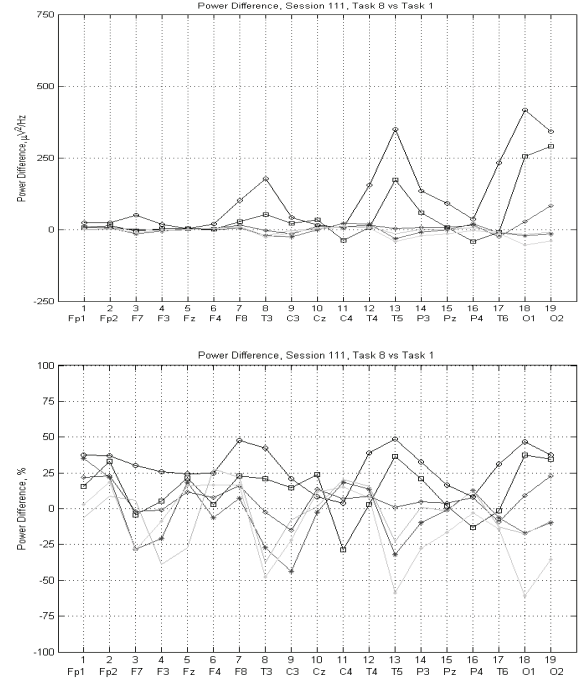 Power Difference, Session 111, Task 8 vs Task 1
750
500
250
0
-250
Power Difference, μV²/Hz
1 2 3 4 5 6 7 8 9 10 11 12 13 14 15 16 17 18 19
Fp1 Fp2 F7 F3 Fz F4 F8 T3 C3 Cz C4 T4 T5 P3 Pz P4 T6 O1 O2
Power Difference, Session 111, Task 8 vs Task 1
100
75
50
25
0
-25
-50
-75
-100
Power Difference, %
1 2 3 4 5 6 7 8 9 10 11 12 13 14 15 16 17 18 19
Fp1 Fp2 F7 F3 Fz F4 F8 T3 C3 Cz C4 T4 T5 P3 Pz P4 T6 O1 O2